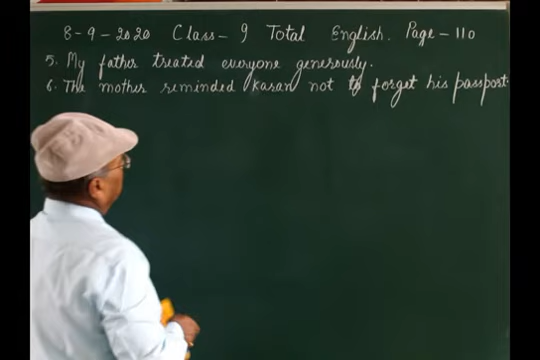 8-9-2020 Class - 9 Total English. Page - 110
5. My father treated everyone generously.
6. The mother reminded Karan not to forget his passport.